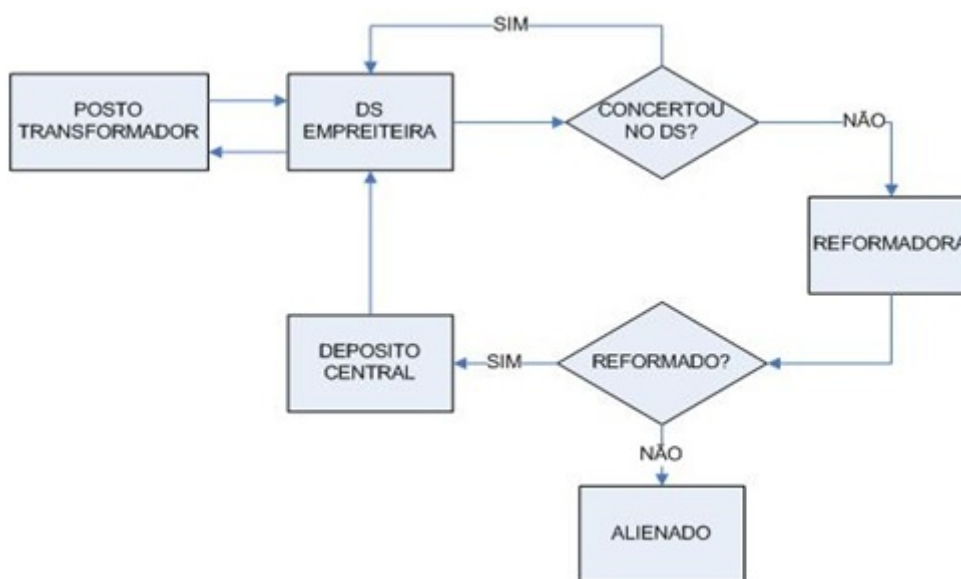 SIM
POSTO
TRANSFORMADOR
DS
EMPREITEIRA
CONCERTOU
NO DS?
NÃO
REFORMADORA
DEPOSITO
CENTRAL
SIM
REFORMADO?
NÃO
ALIENADO